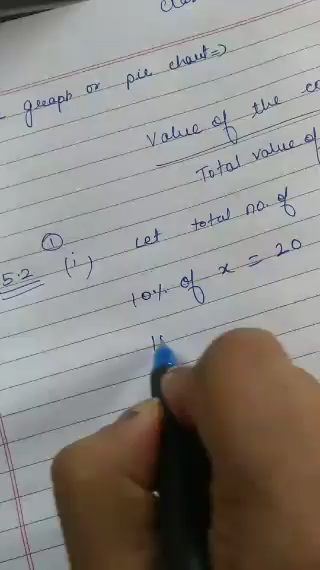 graph or pie chart ⇒
Value of the
Total value of
5.2 ① (i) Let total no. of
10% of x = 20